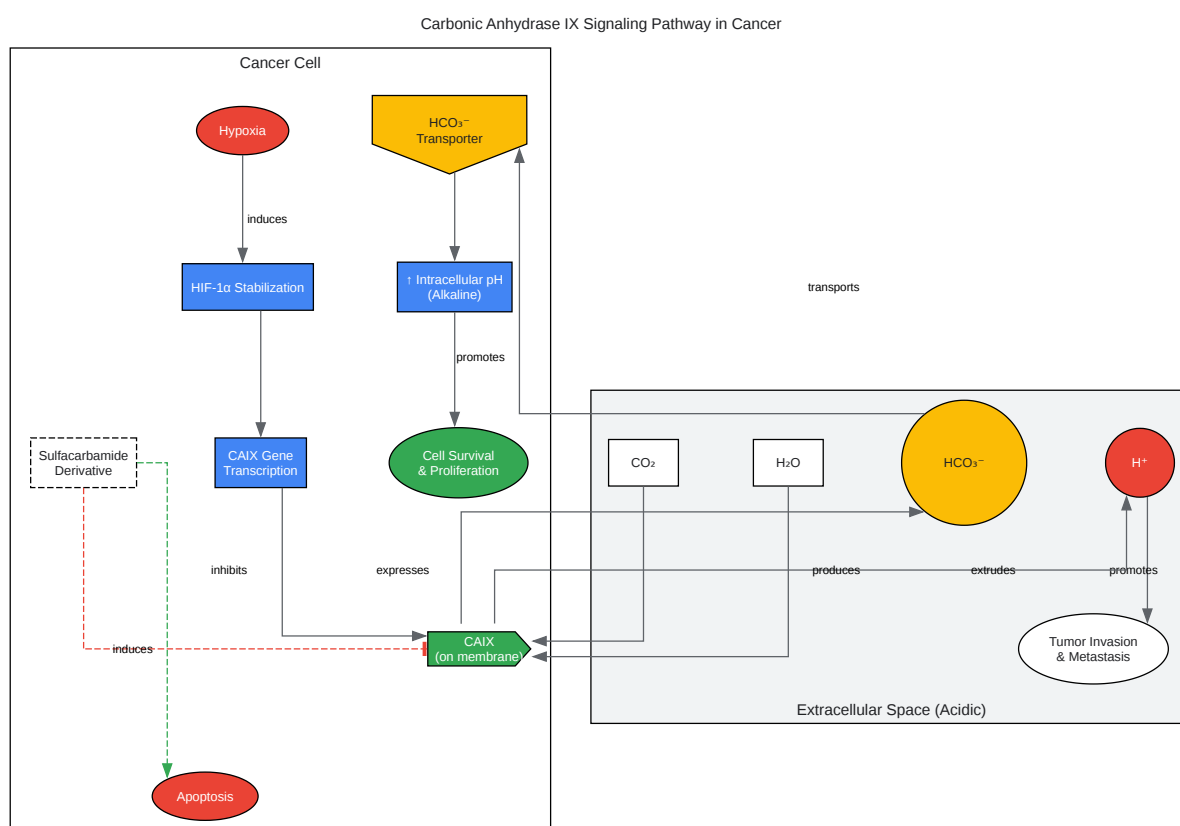 Carbonic Anhydrase IX Signaling Pathway in Cancer
Cancer Cell
Hypoxia
HCO₃⁻
Transporter
induces
HIF-1α Stabilization
↑ Intracellular pH
(Alkaline)
transports
promotes
Sulfacarbamide
Derivative
CAIX Gene
Transcription
Cell Survival
& Proliferation
CO₂
H₂O
HCO₃⁻
H⁺
inhibits
expresses
produces
extrudes
promotes
induces
CAIX
(on membrane)
Tumor Invasion
& Metastasis
Extracellular Space (Acidic)
Apoptosis